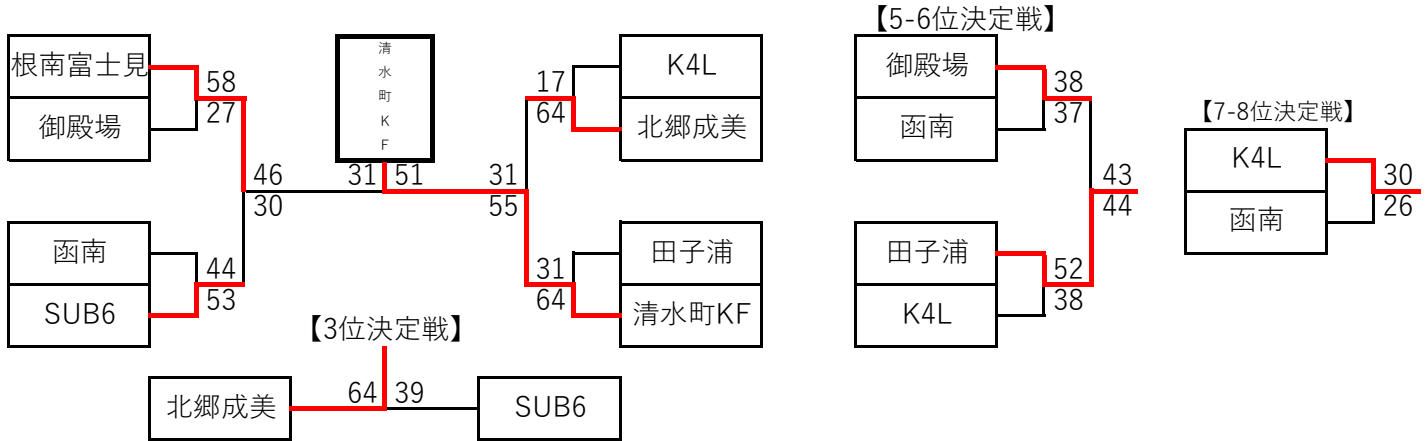 根南富士見
58
27
御殿場
46
30
函南
44
53
SUB6
清水町KF
31
51
K4L
17
64
北郷成美
31
55
田子浦
31
64
清水町KF
【3位決定戦】
北郷成美
64
39
SUB6
【5-6位決定戦】
御殿場
38
37
函南
43
44
田子浦
52
38
K4L
【7-8位決定戦】
K4L
30
26
函南